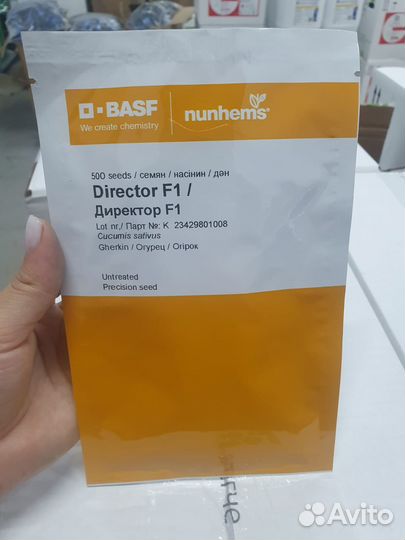 BASF
We create chemistry
nunhems®
500 seeds / семян / насінин / дән
Director F1 /
Директор F1
Lot nr./ Парт №: K 23429801008
Cucumis sativus
Gherkin / Огурец / Огірок
Untreated
Precision seed
Avito